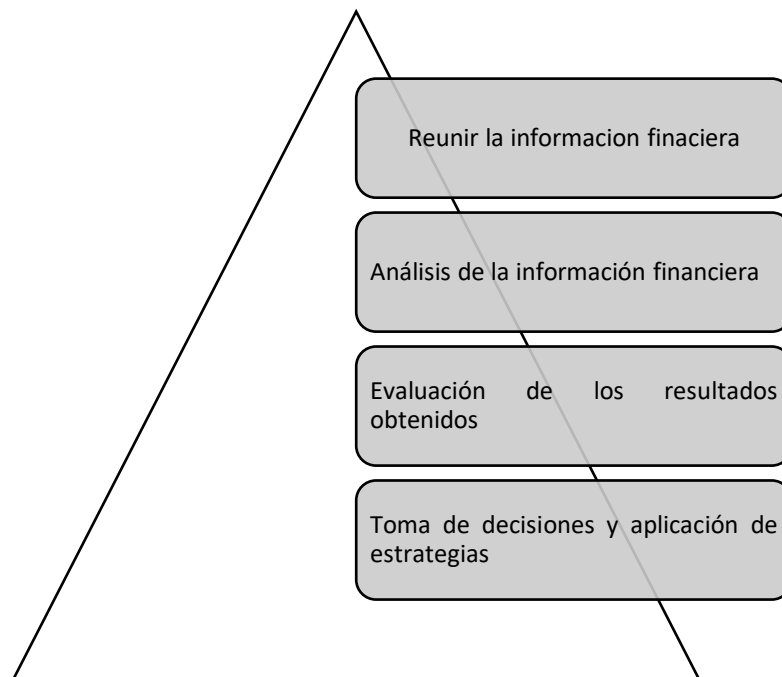 Reunir la informacion finaciera
Análisis de la información financiera
Evaluación de los resultados
obtenidos
Toma de decisiones y aplicación de
estrategias